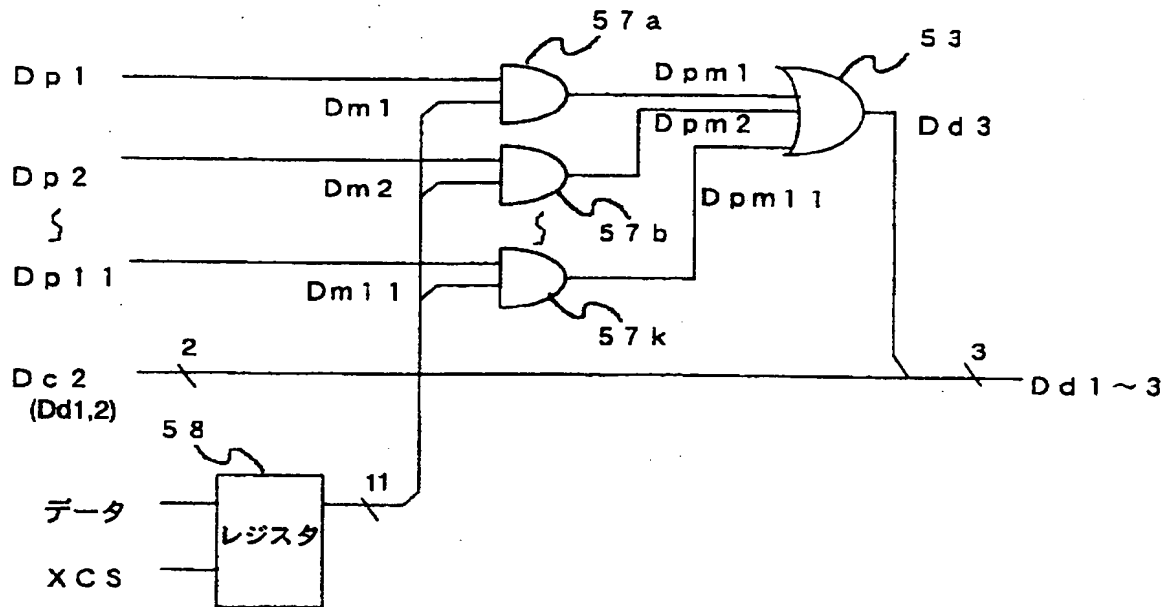 57a
53
Dp1
Dpm1
Dm1
Dpm2
Dd3
Dp2
Dm2
Dpm11
57b
Dp11
Dm11
57k
2
3
Dc2
Dd1~3
(Dd1,2)
58
11
データ
レジスタ
XCS